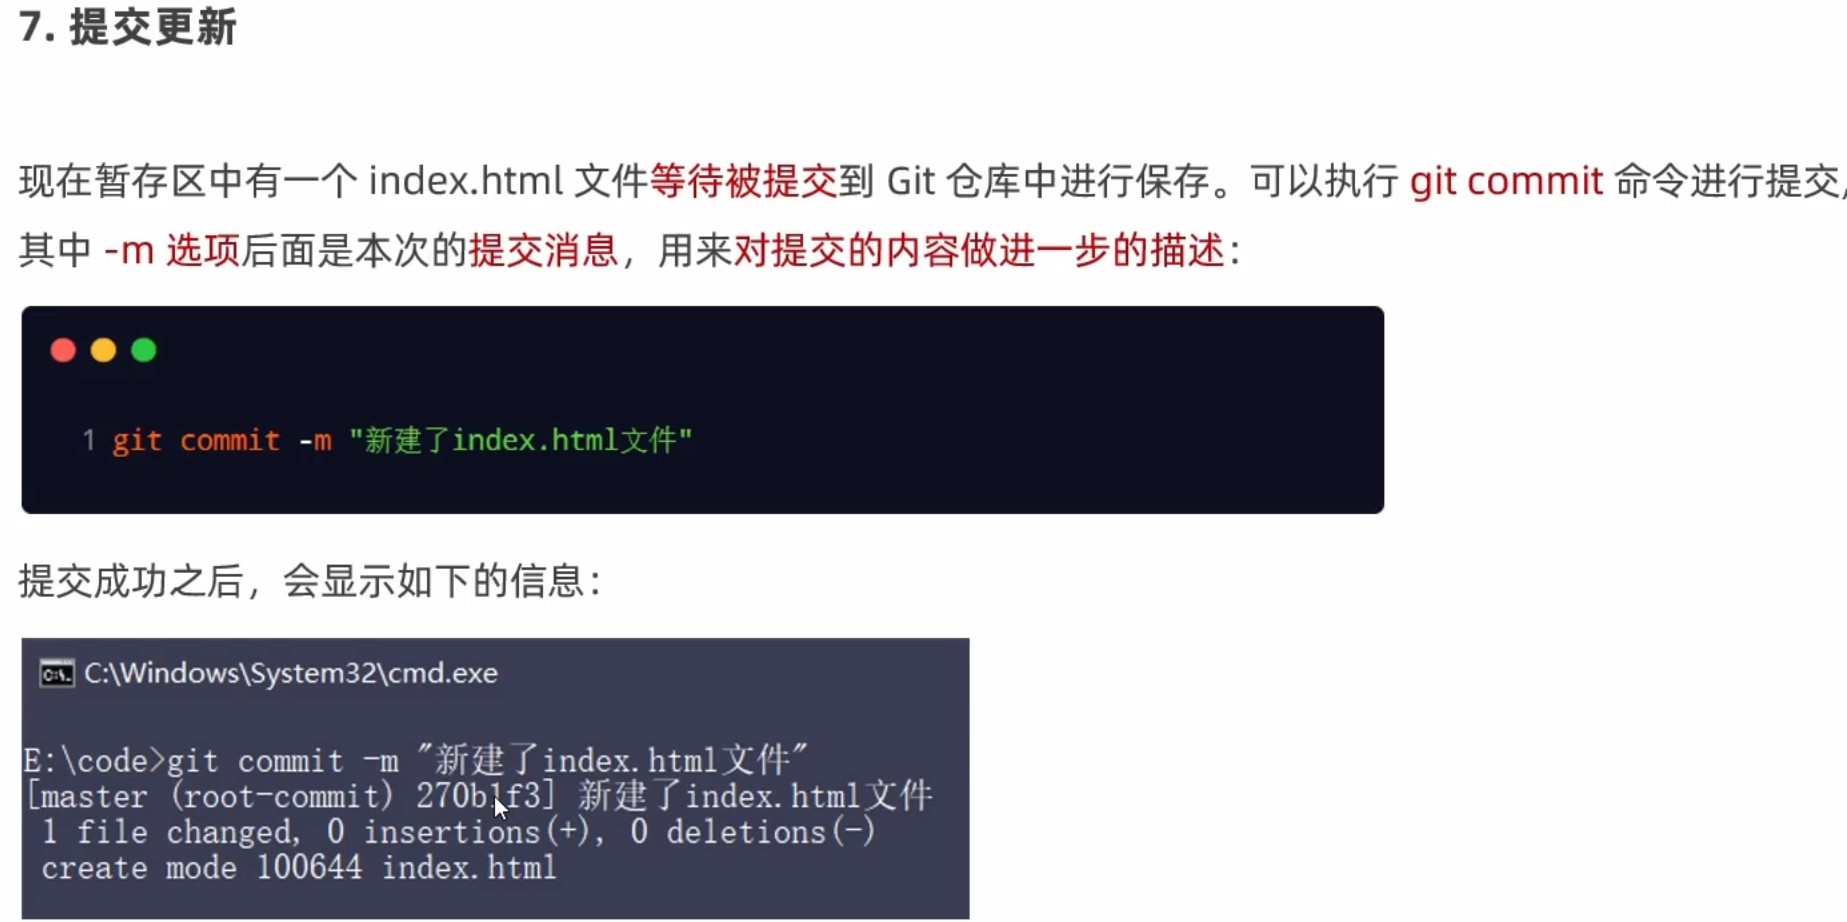 7. 提交更新
现在暂存区中有一个 index.html 文件等待被提交到 Git 仓库中进行保存。可以执行 git commit 命令进行提交,
其中 -m 选项后面是本次的提交消息，用来对提交的内容做进一步的描述：
1 git commit -m "新建了index.html文件"
提交成功之后，会显示如下的信息：
C:\Windows\System32\cmd.exe
E:\code>git commit -m "新建了index.html文件"
[master (root-commit) 270b1f3] 新建了index.html文件
1 file changed, 0 insertions(+), 0 deletions(-)
create mode 100644 index.html